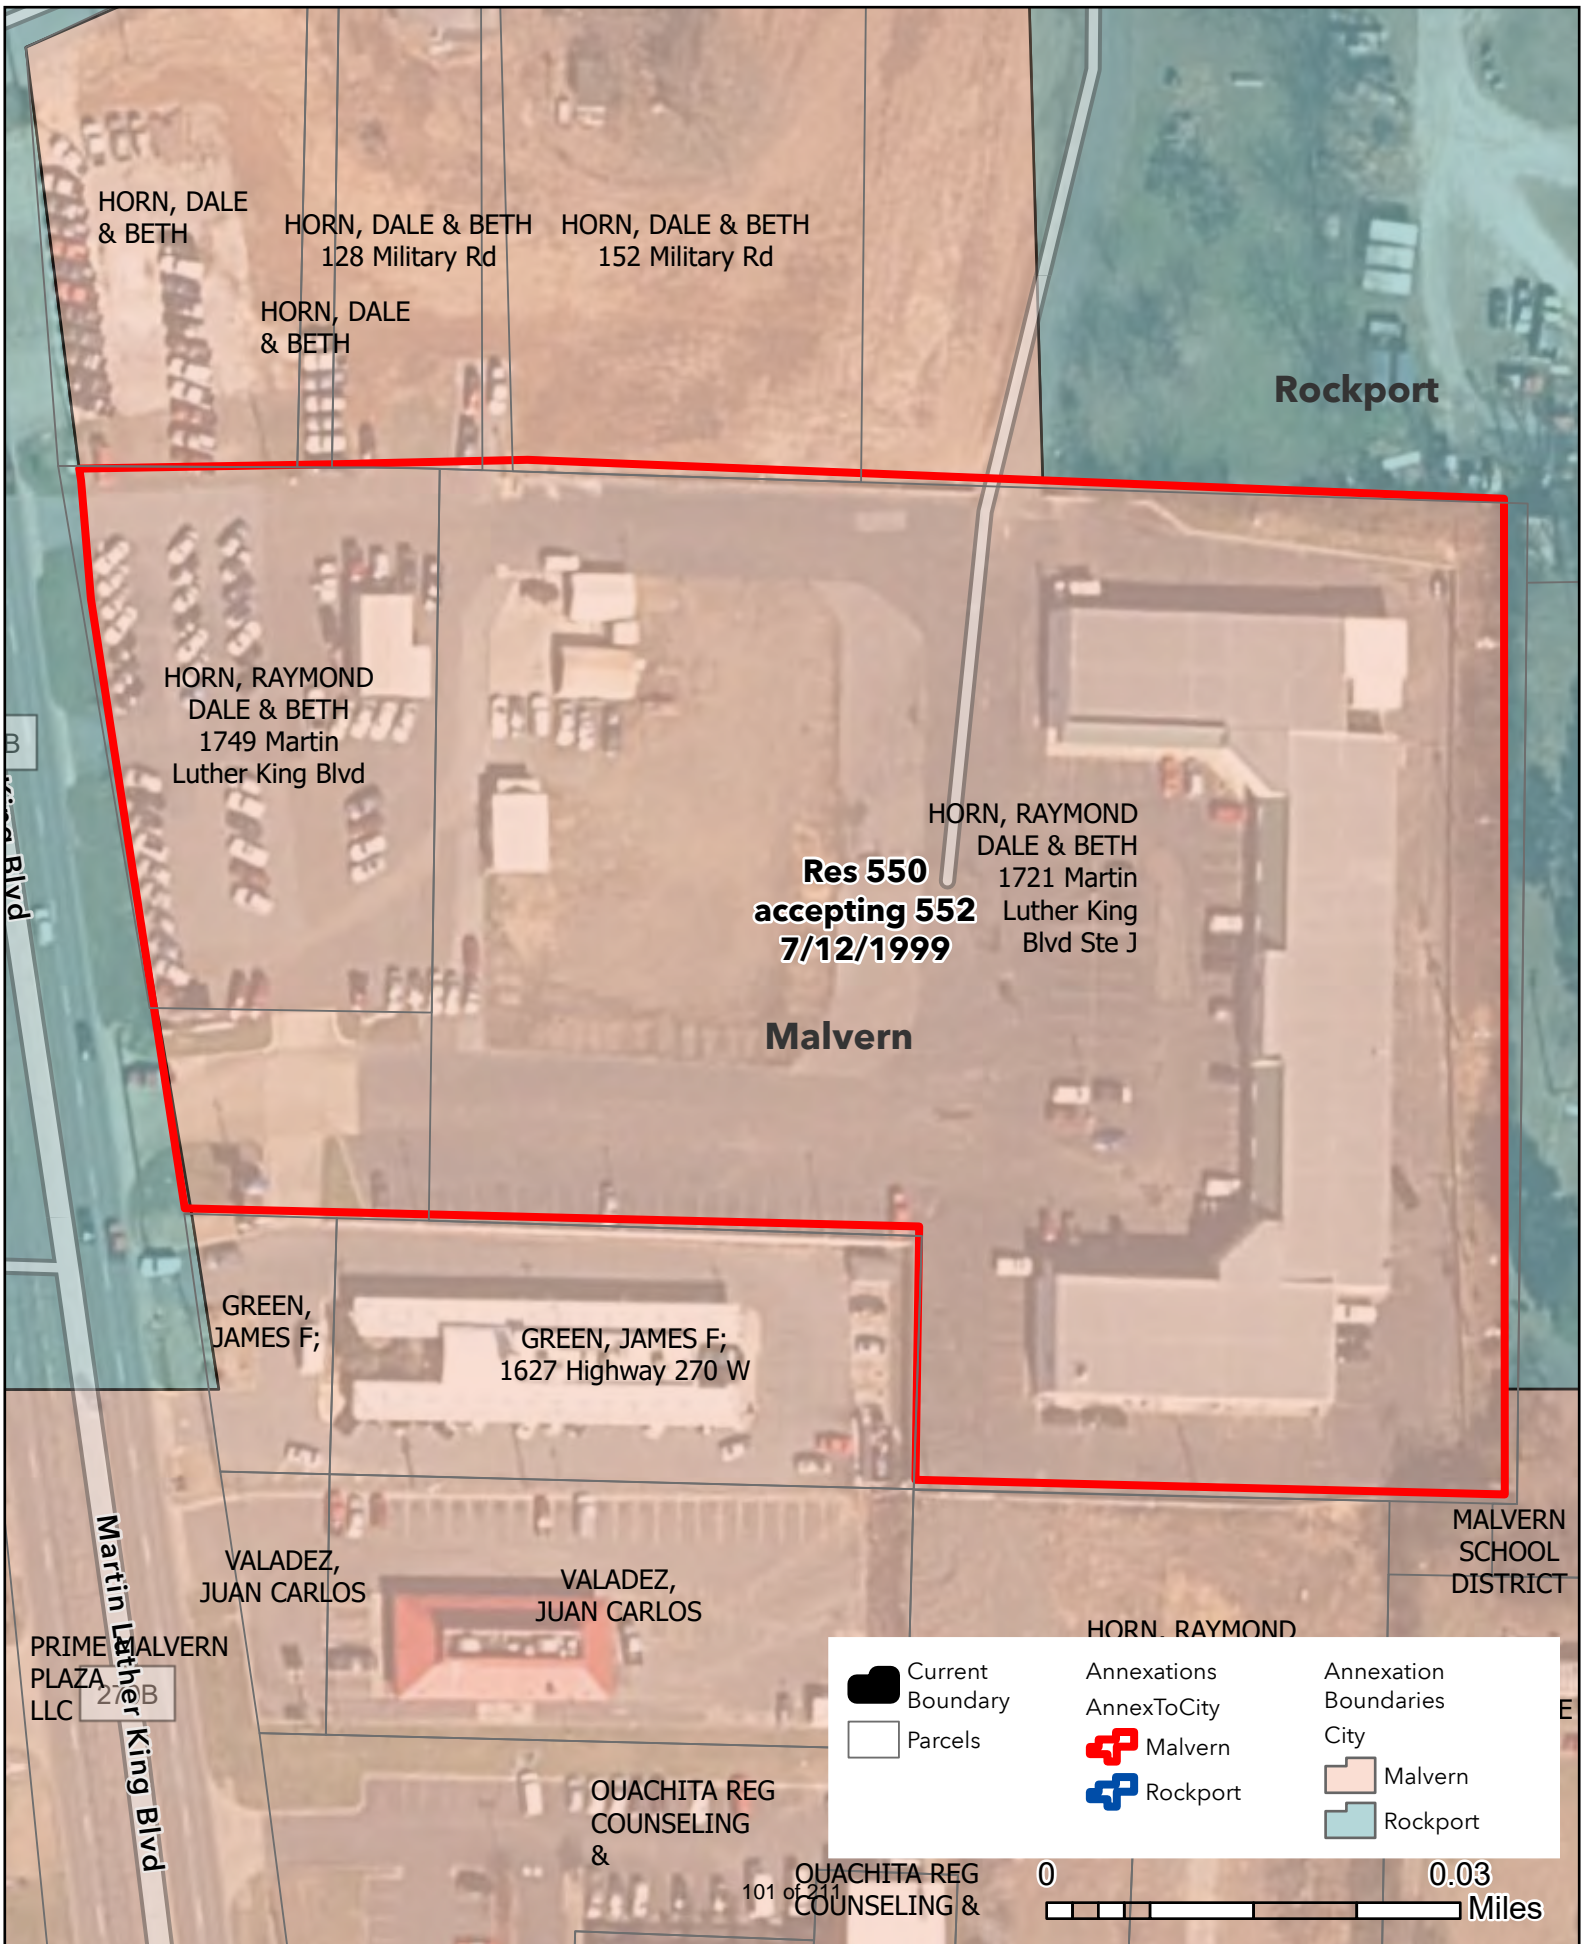 HORN, DALE
& BETH
HORN, DALE & BETH
128 Military Rd
HORN, DALE & BETH
152 Military Rd
HORN, DALE
& BETH
Rockport
HORN, RAYMOND
DALE & BETH
1749 Martin
Luther King Blvd
B
King Blvd
HORN, RAYMOND
DALE & BETH
1721 Martin
Luther King
Blvd Ste J
Res 550
accepting 552
7/12/1999
Malvern
GREEN,
JAMES F;
GREEN, JAMES F;
1627 Highway 270 W
MALVERN
SCHOOL
DISTRICT
VALADEZ,
JUAN CARLOS
VALADEZ,
JUAN CARLOS
Martin Luther King Blvd
PRIME MALVERN
PLAZA
LLC
270B
HORN, RAYMOND
E
Current
Boundary
Parcels
Annexations
AnnexToCity
Malvern
Rockport
Annexation
Boundaries
City
Malvern
Rockport
OUACHITA REG
COUNSELING
&
OUACHITA REG
COUNSELING &
101 of 211
0
0.03
Miles